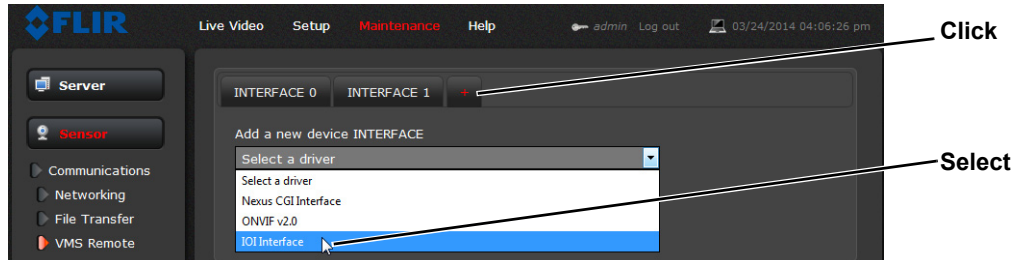 FLIR
Live Video Setup Maintenance Help admin Log out 03/24/2014 04:06:26 pm
Click
Server
INTERFACE 0 INTERFACE 1 +
Sensor
Add a new device INTERFACE
Select a driver
Select
Communications
Select a driver
Networking
Nexus CGI Interface
File Transfer
ONVIF v2.0
VMS Remote
IOI Interface